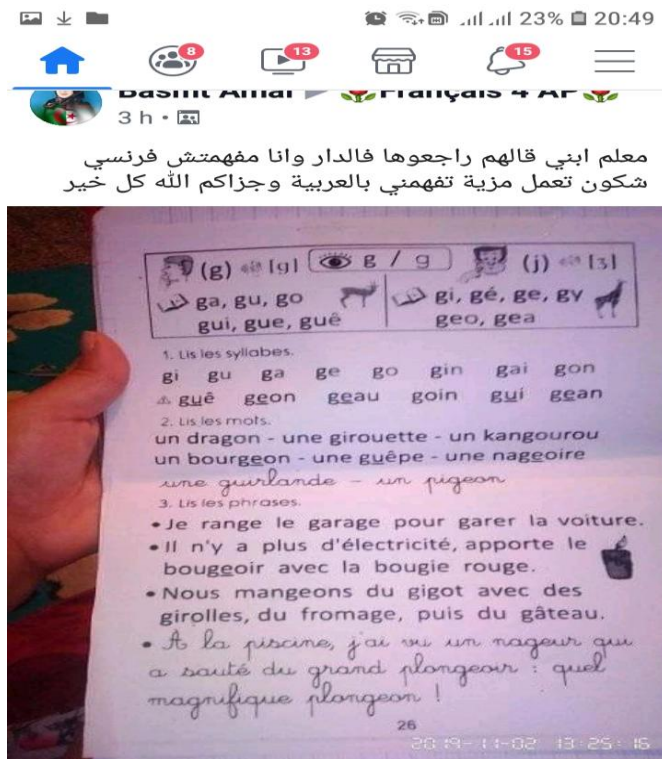 23% 20:49
8 13 15
Basmt Amal ▶ 🌷Français 4 AP🌷
3 h
معلم ابني قالهم راجعوها فالدار وانا مفهمتش فرنسي
شكون تعمل مزية تفهمني بالعربية وجزاكم الله كل خير
(g) [g] g / g (j) [ʒ]
ga, gu, go gi, gé, ge, gy
gui, gue, guê geo, gea
1. Lis les syllabes.
gi gu ga ge go gin gai gon
guê geon geau goin gui gean
2. Lis les mots.
un dragon - une girouette - un kangourou
un bourgeon - une guêpe - une nageoire
une guirlande - un pigeon
3. Lis les phrases.
• Je range le garage pour garer la voiture.
• Il n'y a plus d'électricité, apporte le
bougeoir avec la bougie rouge.
• Nous mangeons du gigot avec des
girolles, du fromage, puis du gâteau.
• À la piscine, j'ai vu un nageur qui
a sauté du grand plongeoir : quel
magnifique plongeon !
26
2019-11-02 13:25:16